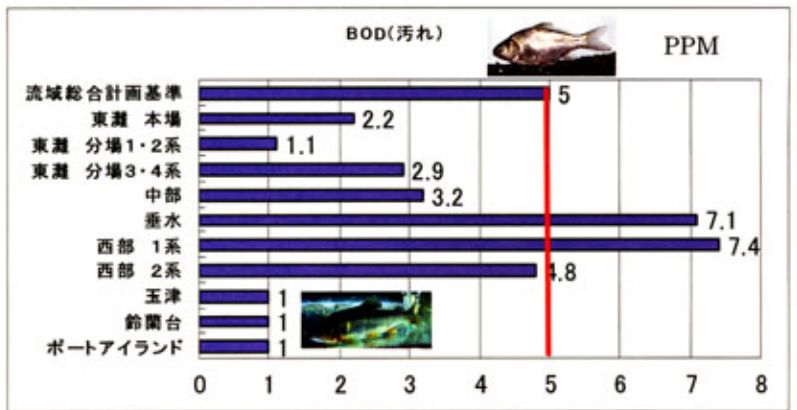 BOD(汚れ)
PPM
流域総合計画基準 5
東灘 本場 2.2
東灘 分場1・2系 1.1
東灘 分場3・4系 2.9
中部 3.2
垂水 7.1
西部 1系 7.4
西部 2系 4.8
玉津 1
鈴蘭台 1
ポートアイランド 1
0 1 2 3 4 5 6 7 8